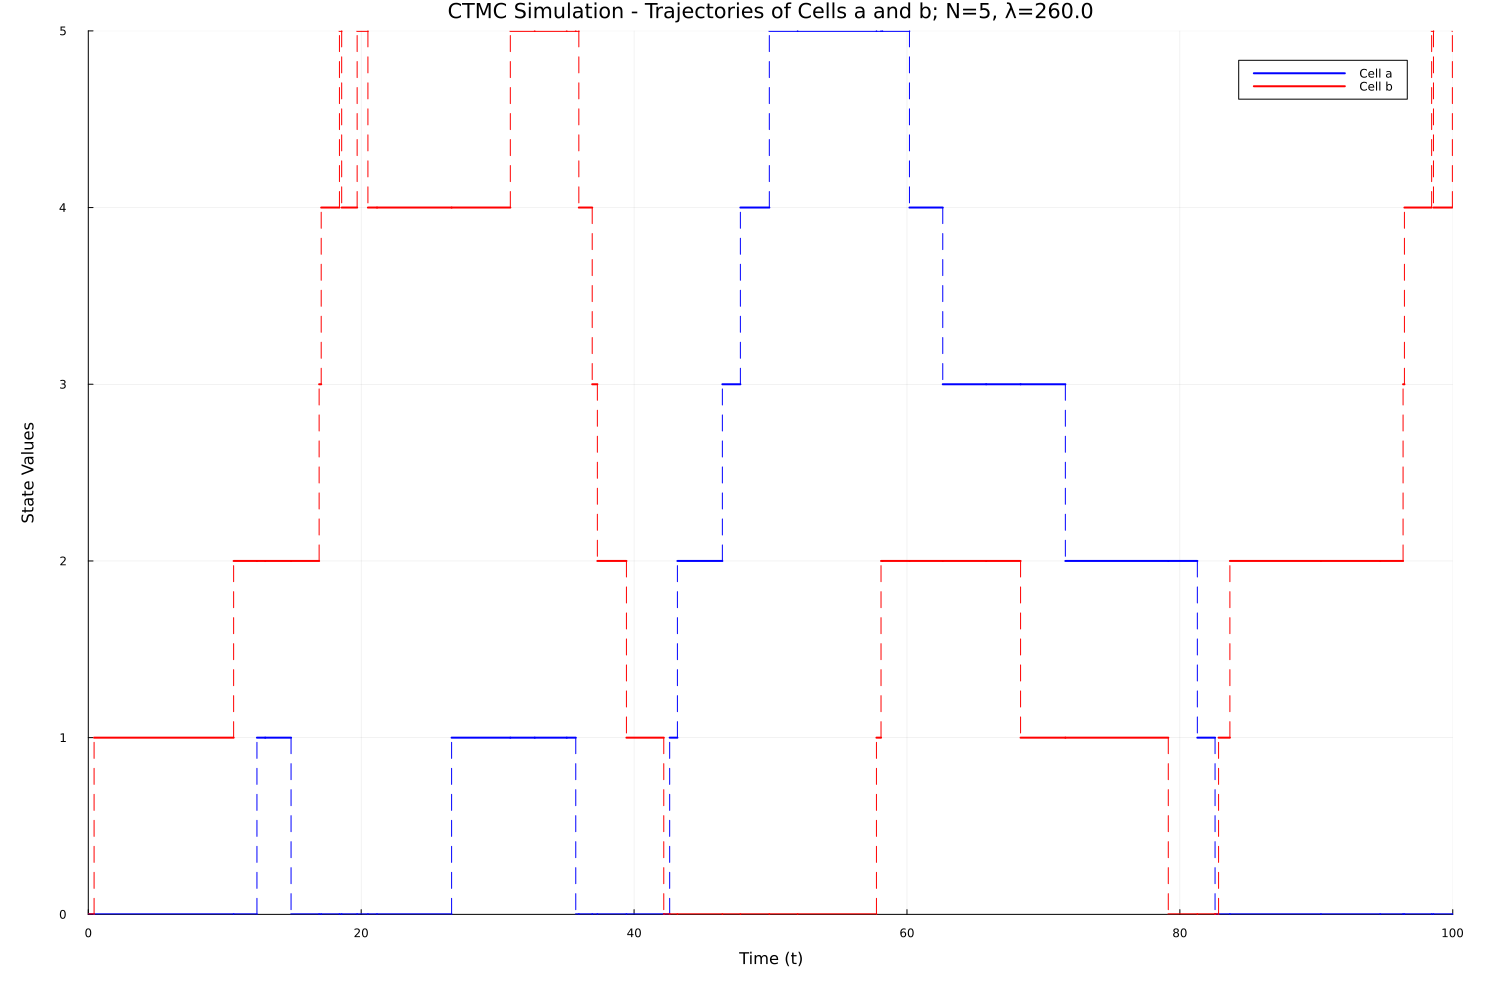 CTMC Simulation - Trajectories of Cells a and b; N=5, λ=260.0
Cell a
Cell b
State Values
5
4
3
2
1
0
0 20 40 60 80 100
Time (t)